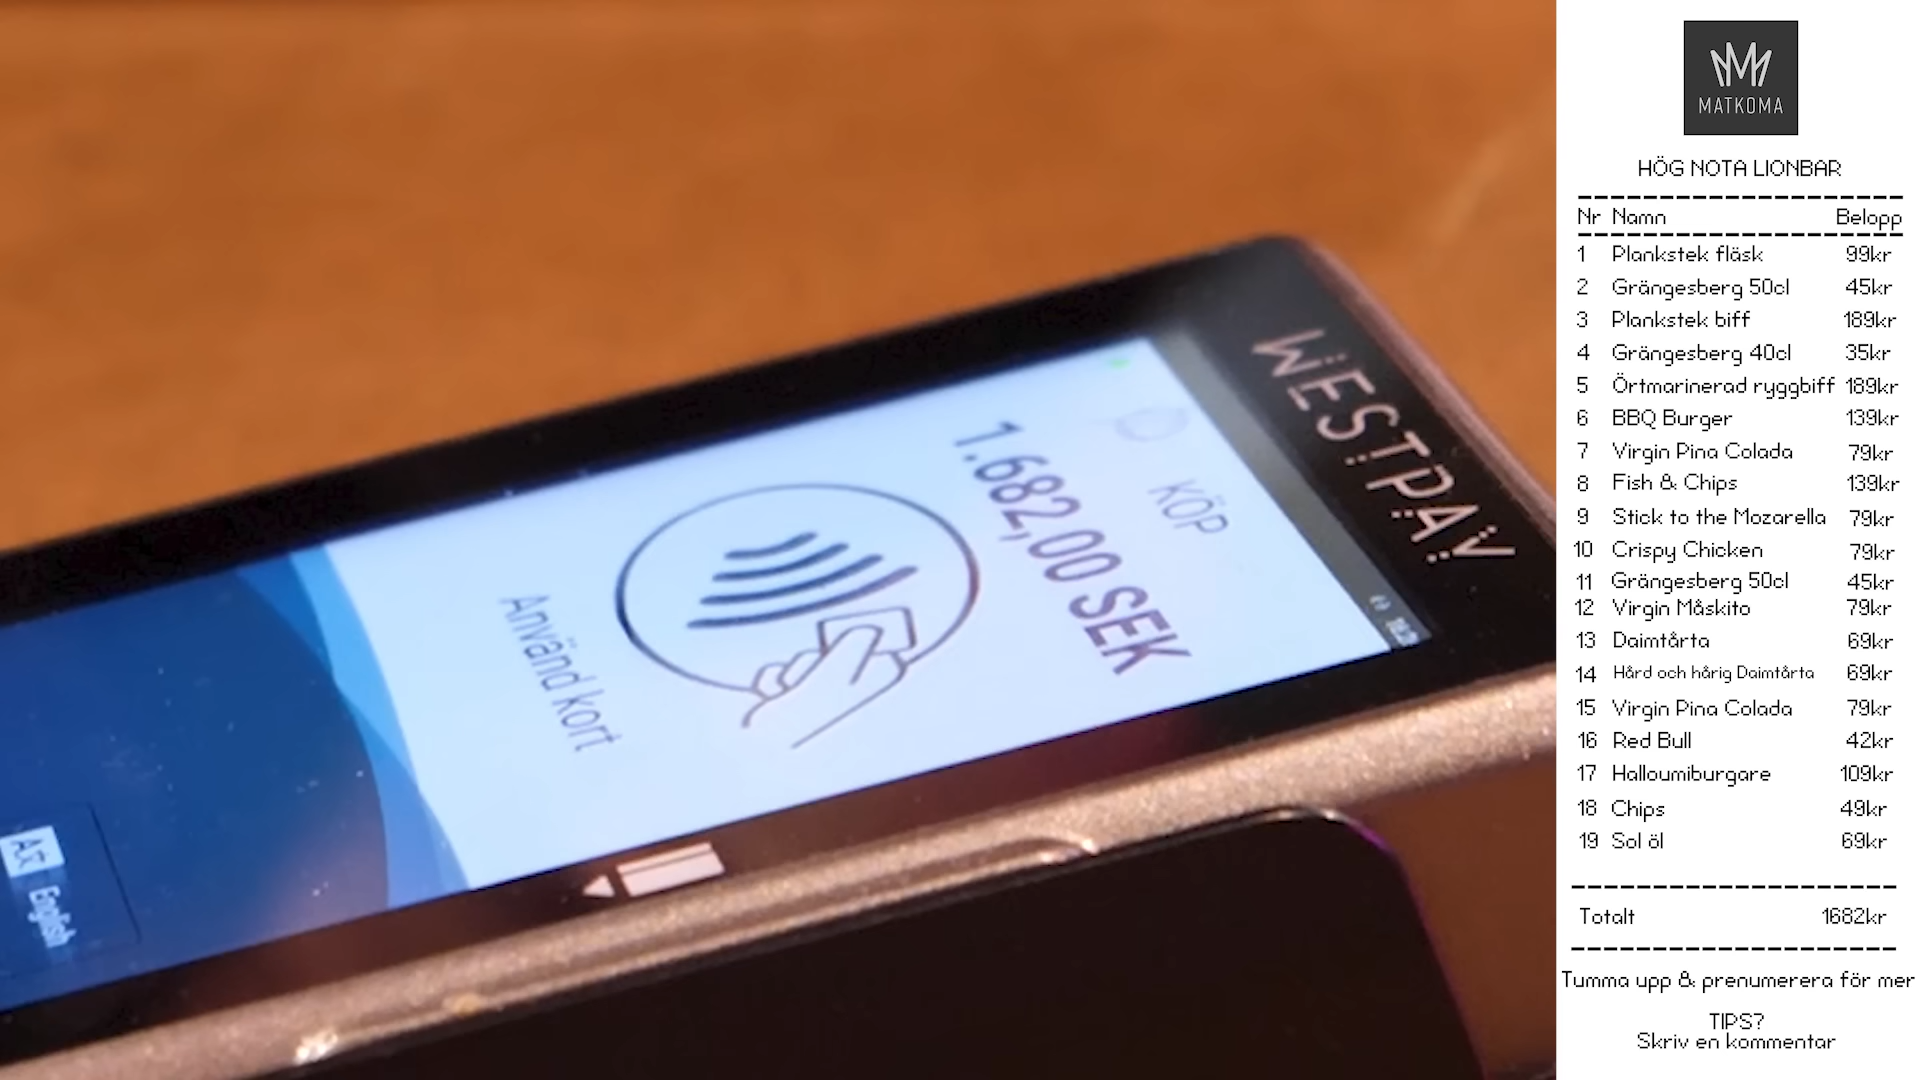 WESTPAY
KÖP
1.682,00 SEK
Använd kort
English
MATKOMA
HÖG NOTA LIONBAR
Nr Namn Belopp
1 Plankstek fläsk 99kr
2 Grängesberg 50cl 45kr
3 Plankstek biff 189kr
4 Grängesberg 40cl 35kr
5 Örtmarinerad ryggbiff 189kr
6 BBQ Burger 139kr
7 Virgin Pina Colada 79kr
8 Fish & Chips 139kr
9 Stick to the Mozarella 79kr
10 Crispy Chicken 79kr
11 Grängesberg 50cl 45kr
12 Virgin Måskito 79kr
13 Daimtårta 69kr
14 Hård och hårig Daimtårta 69kr
15 Virgin Pina Colada 79kr
16 Red Bull 42kr
17 Halloumiburgare 109kr
18 Chips 49kr
19 Sol öl 69kr
Totalt 1682kr
Tumma upp & prenumerera för mer
TIPS?
Skriv en kommentar